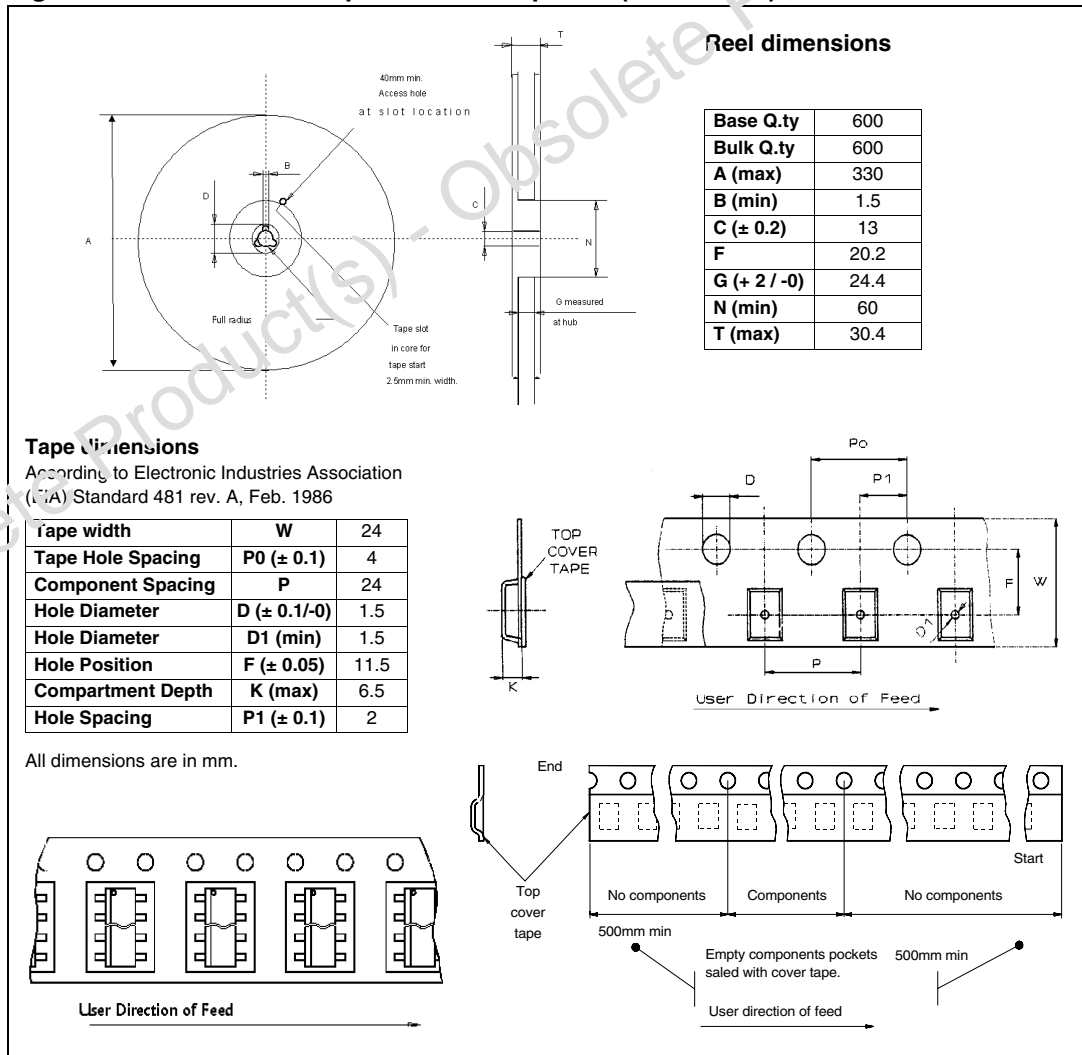 Reel dimensions
T
40mm min.
Access hole
at slot location
B
D
C
A
N
Full radius
G measured
at hub
Tape slot
in core for
tape start
2.5mm min. width.
Base Q.ty 600
Bulk Q.ty 600
A (max) 330
B (min) 1.5
C (± 0.2) 13
F 20.2
G (+ 2 / -0) 24.4
N (min) 60
T (max) 30.4
Obsolete
Product(s) - Obsolete
Tape dimensions
According to Electronic Industries Association
(EIA) Standard 481 rev. A, Feb. 1986
Tape width W 24
Tape Hole Spacing P0 (± 0.1) 4
Component Spacing P 24
Hole Diameter D (± 0.1/-0) 1.5
Hole Diameter D1 (min) 1.5
Hole Position F (± 0.05) 11.5
Compartment Depth K (max) 6.5
Hole Spacing P1 (± 0.1) 2
All dimensions are in mm.
Po
D
P1
TOP
COVER
TAPE
F
W
D1
P
K
User Direction of Feed
End
Start
Top
cover
tape
No components
Components
No components
500mm min
Empty components pockets
saled with cover tape.
500mm min
User direction of feed
User Direction of Feed